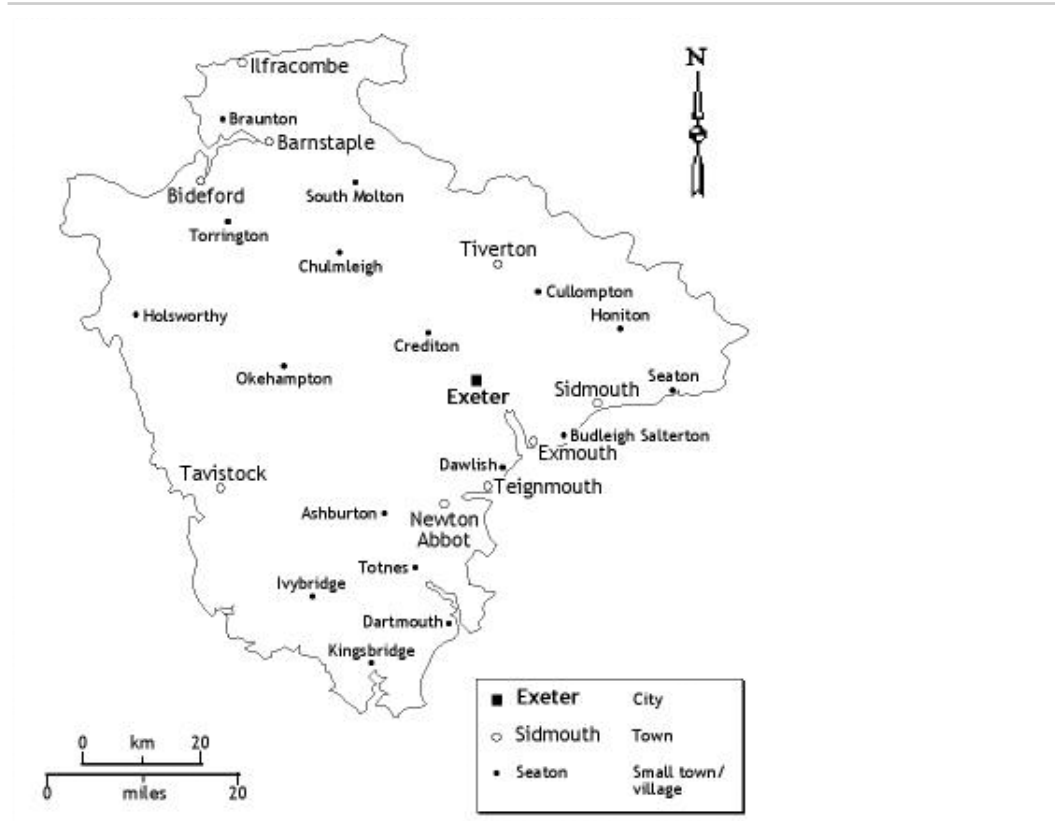 N
Ilfracombe
Braunton
Barnstaple
Bideford
South Molton
Torrington
Chulmleigh
Tiverton
Cullompton
Honiton
Holsworthy
Crediton
Okehampton
Exeter
Sidmouth
Seaton
Budleigh Salterton
Exmouth
Dawlish
Teignmouth
Tavistock
Ashburton
Newton
Abbot
Totnes
Ivybridge
Dartmouth
Kingsbridge
Exeter City
Sidmouth Town
Seaton Small town/
village
0 km 20
0 miles 20